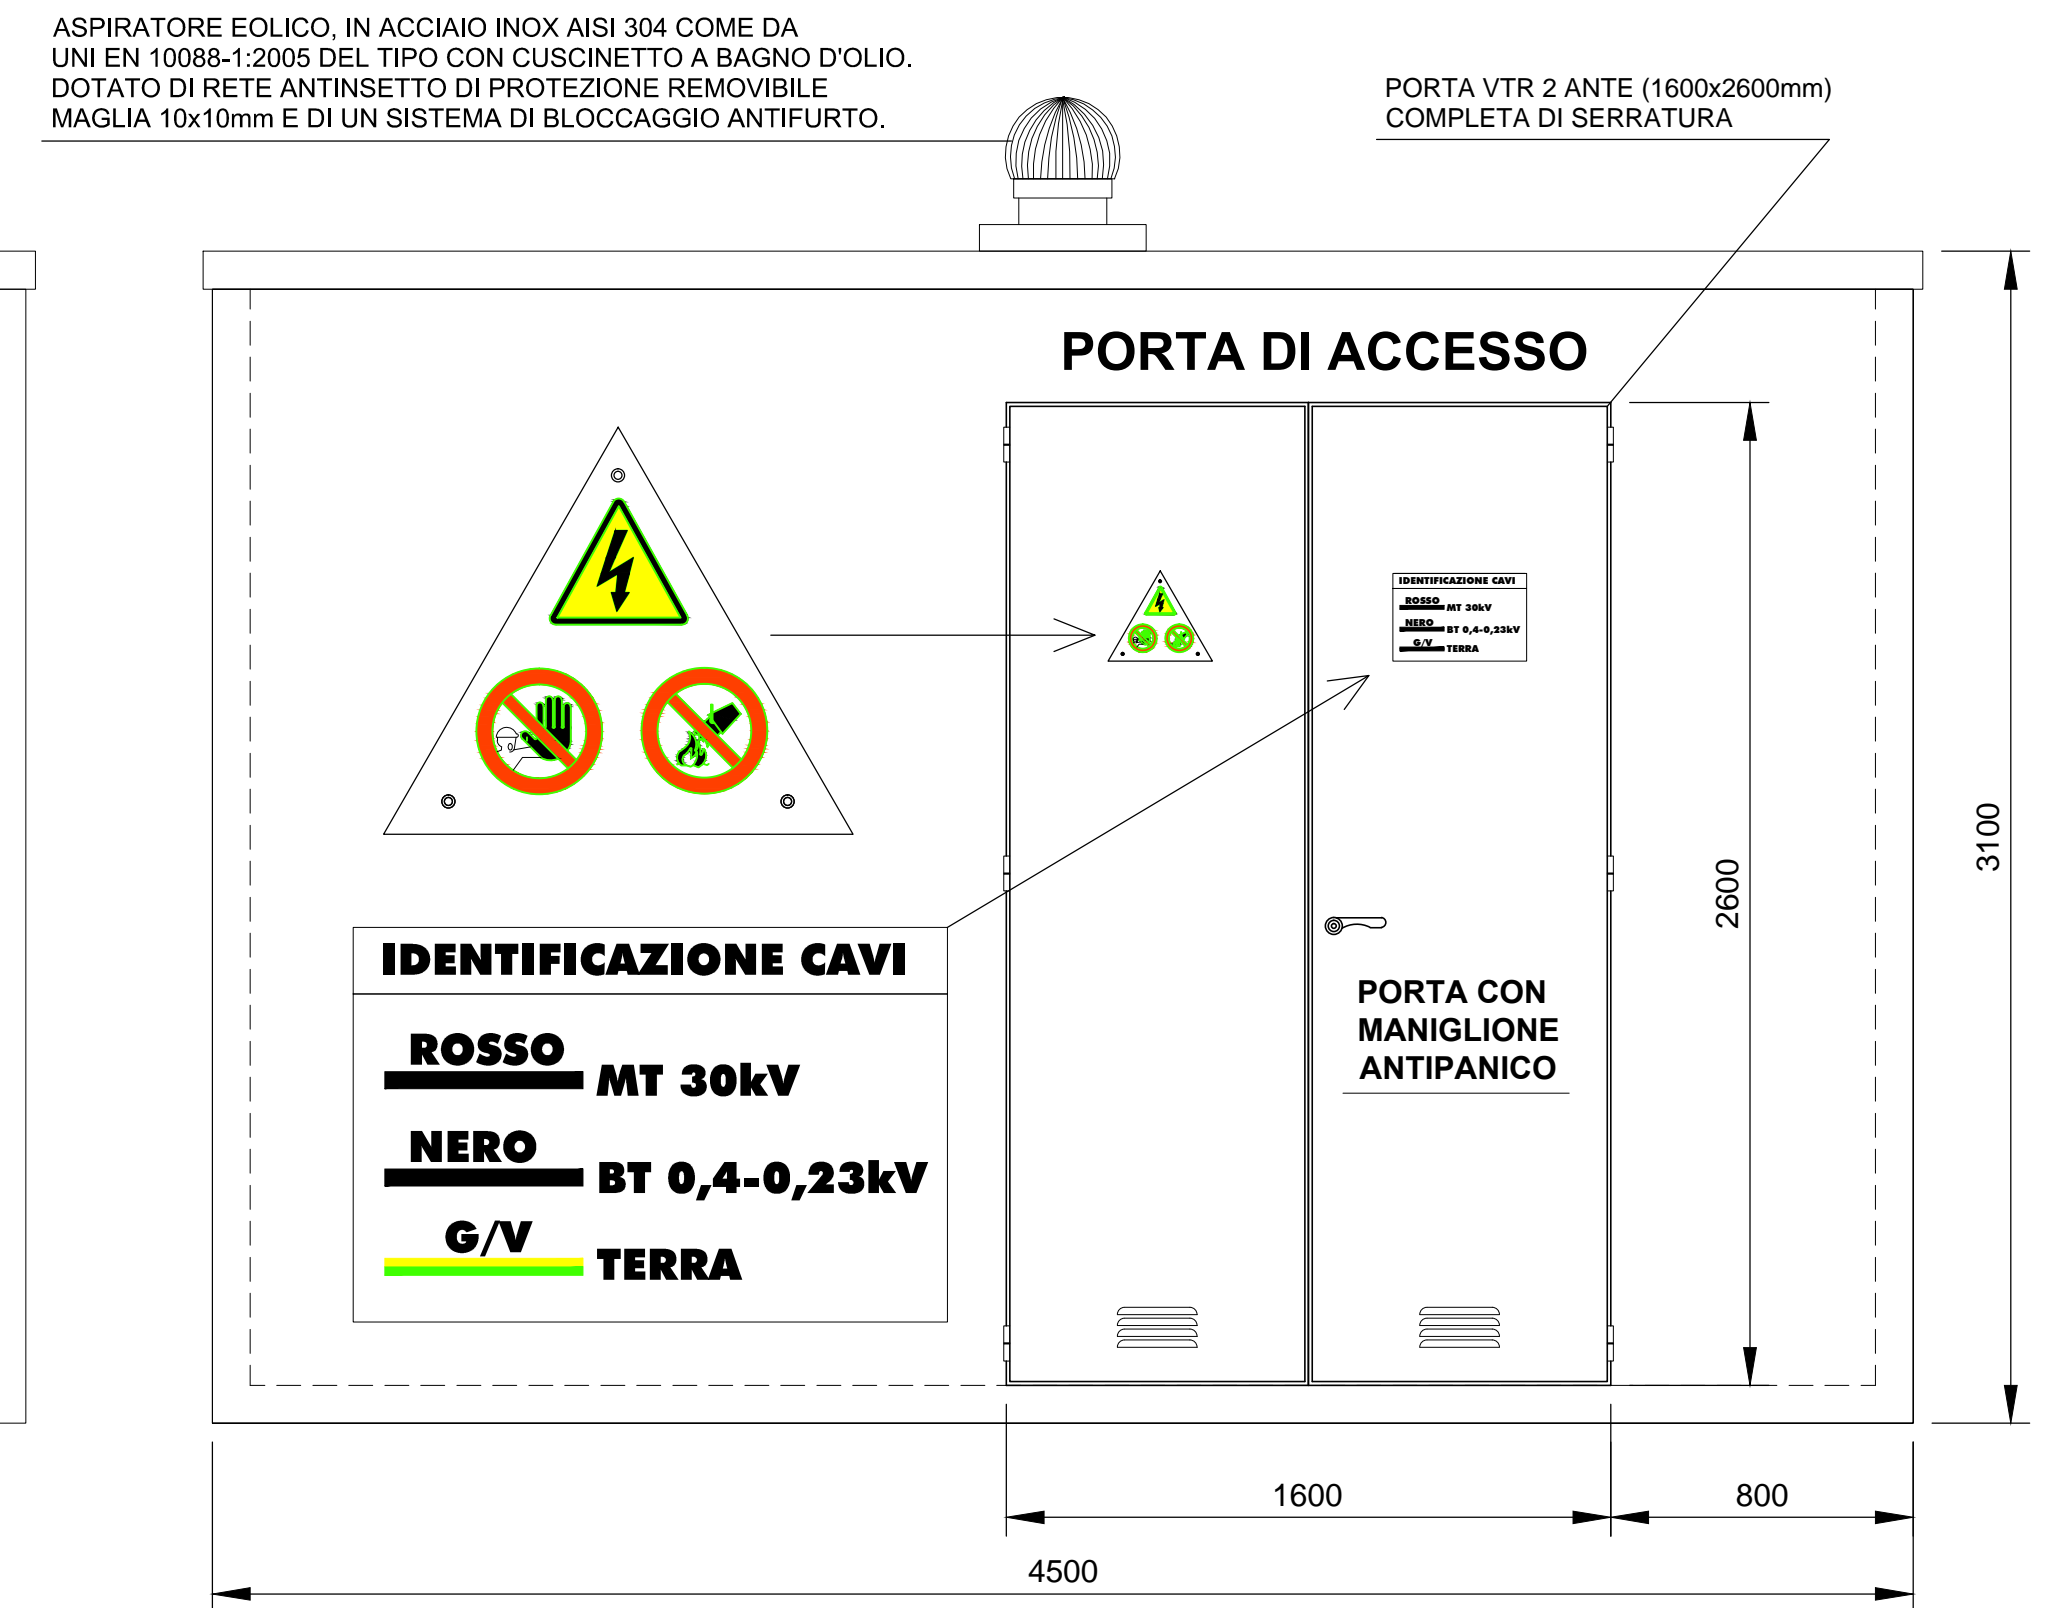 ASPIRATORE EOLICO, IN ACCIAIO INOX AISI 304 COME DA
UNI EN 10088-1:2005 DEL TIPO CON CUSCINETTO A BAGNO D'OLIO.
DOTATO DI RETE ANTINSETTO DI PROTEZIONE REMOVIBILE
MAGLIA 10x10mm E DI UN SISTEMA DI BLOCCAGGIO ANTIFURTO.
PORTA VTR 2 ANTE (1600x2600mm)
COMPLETA DI SERRATURA
PORTA DI ACCESSO
IDENTIFICAZIONE CAVI
ROSSO
MT 30kV
NERO
BT 0,4-0,23kV
G/V
TERRA
IDENTIFICAZIONE CAVI
ROSSO
MT 30kV
NERO
BT 0,4-0,23kV
G/V
TERRA
PORTA CON
MANIGLIONE
ANTIPANICO
2600
3100
1600
800
4500